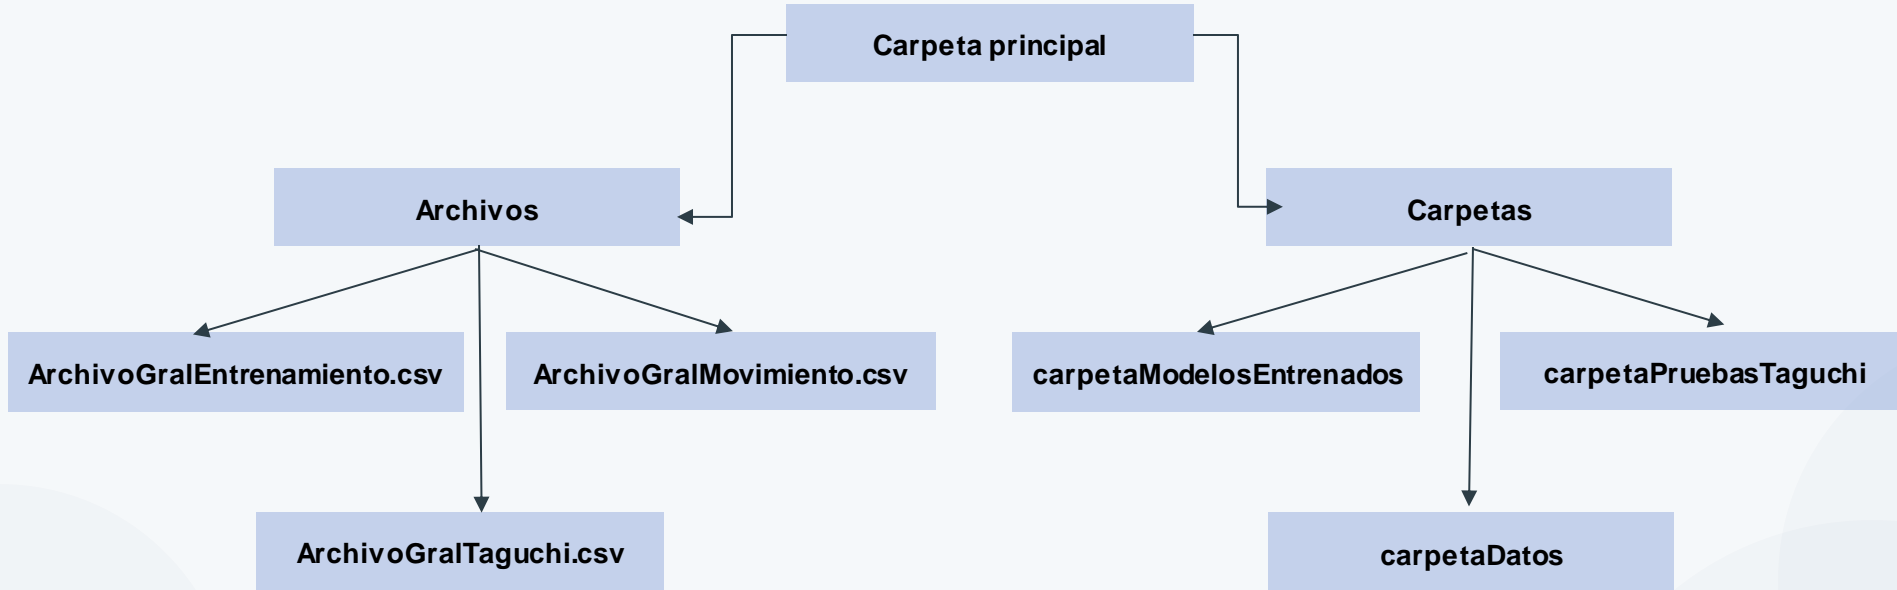 Carpeta principal
Archivos
Carpetas
ArchivoGralEntrenamiento.csv
ArchivoGralMovimiento.csv
carpetaModelosEntrenados
carpetaPruebasTaguchi
ArchivoGralTaguchi.csv
carpetaDatos